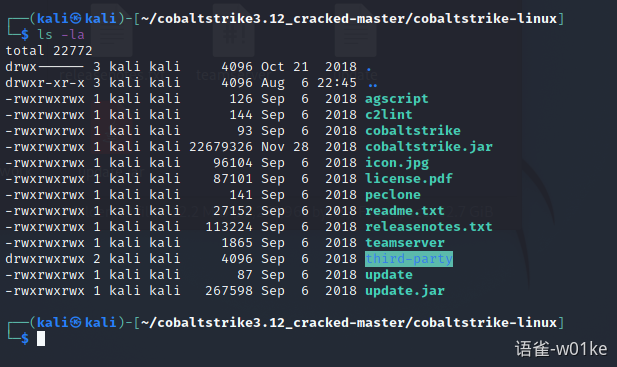 ┌──(kali㉿kali)-[~/cobaltstrike3.12_cracked-master/cobaltstrike-linux]
└─$ ls -la
total 22772
drwx------ 3 kali kali 4096 Oct 21 2018 .
drwxr-xr-x 3 kali kali 4096 Aug 6 22:45 ..
-rwxrwxrwx 1 kali kali 126 Sep 6 2018 agscript
-rwxrwxrwx 1 kali kali 144 Sep 6 2018 c2lint
-rwxrwxrwx 1 kali kali 93 Sep 6 2018 cobaltstrike
-rwxrwxrwx 1 kali kali 22679326 Nov 28 2018 cobaltstrike.jar
-rwxrwxrwx 1 kali kali 96104 Sep 6 2018 icon.jpg
-rwxrwxrwx 1 kali kali 87101 Sep 6 2018 license.pdf
-rwxrwxrwx 1 kali kali 141 Sep 6 2018 peclone
-rwxrwxrwx 1 kali kali 27152 Sep 6 2018 readme.txt
-rwxrwxrwx 1 kali kali 113224 Sep 6 2018 releasenotes.txt
-rwxrwxrwx 1 kali kali 1865 Sep 6 2018 teamserver
drwxrwxrwx 2 kali kali 4096 Sep 6 2018 third-party
-rwxrwxrwx 1 kali kali 87 Sep 6 2018 update
-rwxrwxrwx 1 kali kali 267598 Sep 6 2018 update.jar
┌──(kali㉿kali)-[~/cobaltstrike3.12_cracked-master/cobaltstrike-linux]
└─$
语雀-w01ke